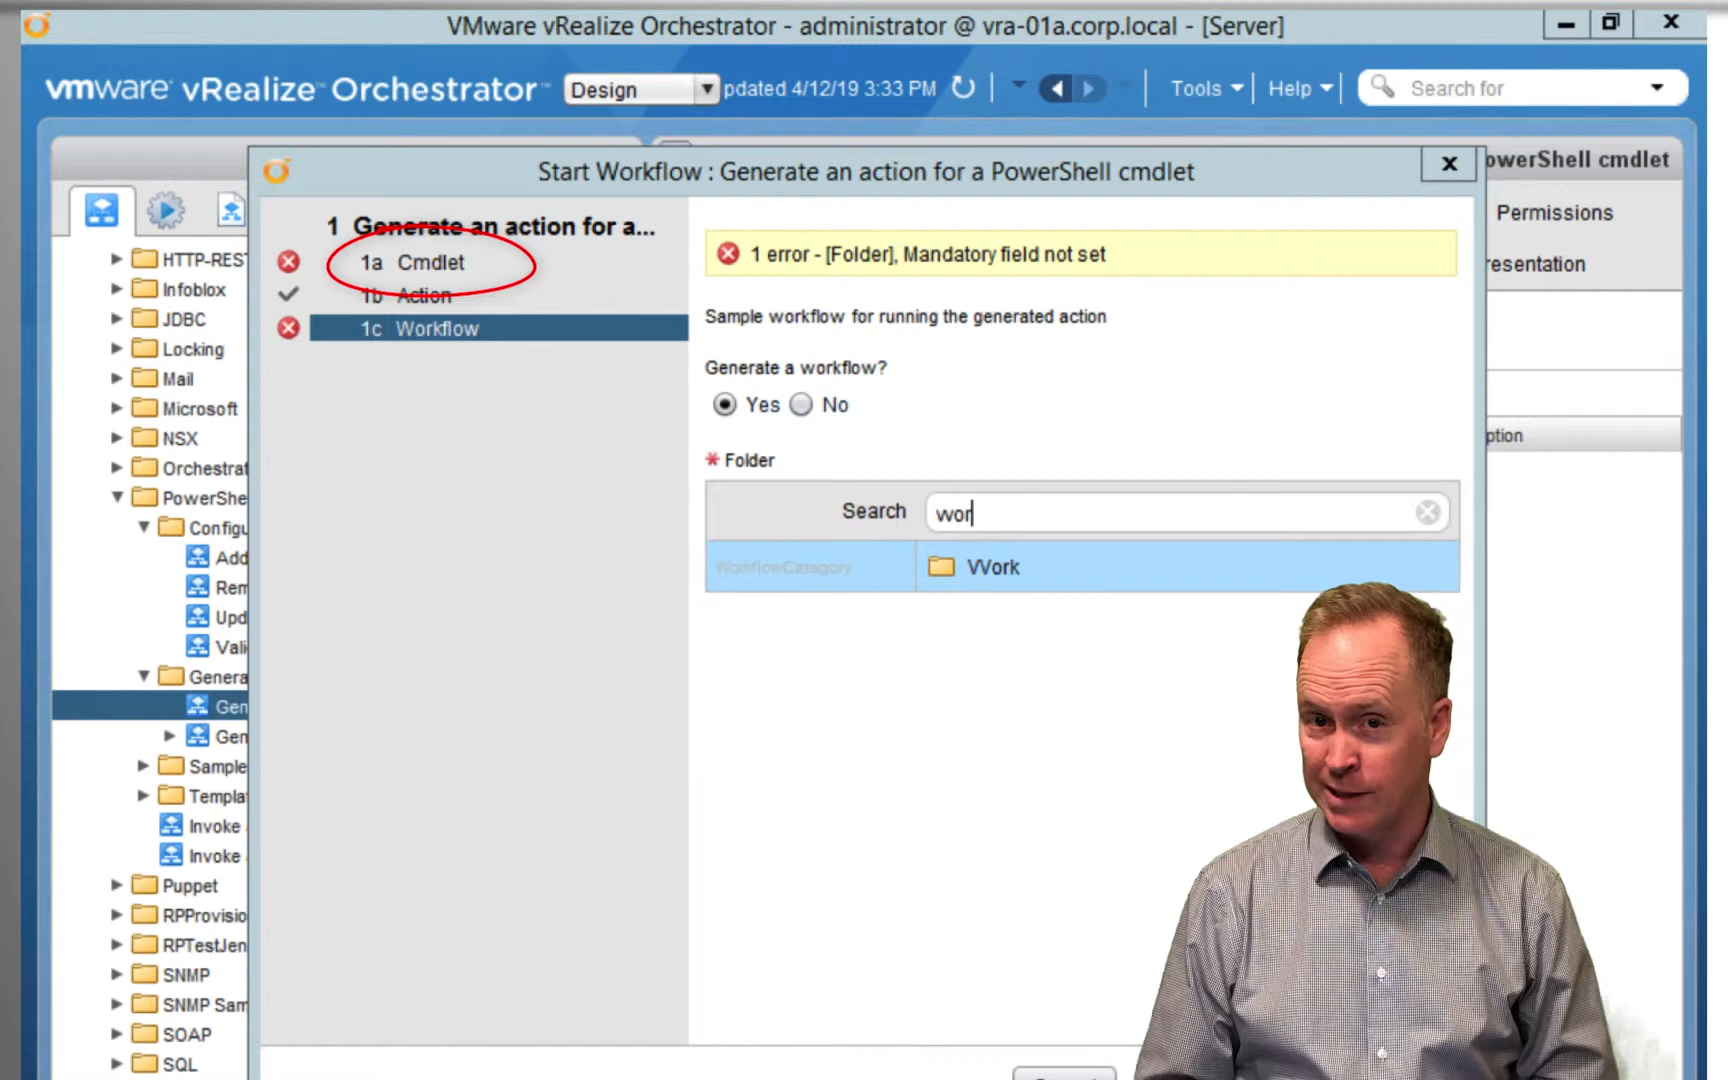 VMware vRealize Orchestrator - administrator @ vra-01a.corp.local - [Server]
vmware vRealize Orchestrator
Design
pdated 4/12/19 3:33 PM
Tools
Help
Search for
Start Workflow : Generate an action for a PowerShell cmdlet
owerShell cmdlet
Permissions
resentation
ption
1 Generate an action for a...
1a Cmdlet
1b Action
1c Workflow
1 error - [Folder], Mandatory field not set
Sample workflow for running the generated action
Generate a workflow?
Yes
No
* Folder
Search
wor
WorkflowCategory
Work
HTTP-RES
Infoblox
JDBC
Locking
Mail
Microsoft
NSX
Orchestrat
PowerShe
Configu
Add
Rem
Upd
Vali
Genera
Gen
Gen
Sample
Templa
Invoke
Invoke
Puppet
RPProvisio
RPTestJen
SNMP
SNMP Sam
SOAP
SQL